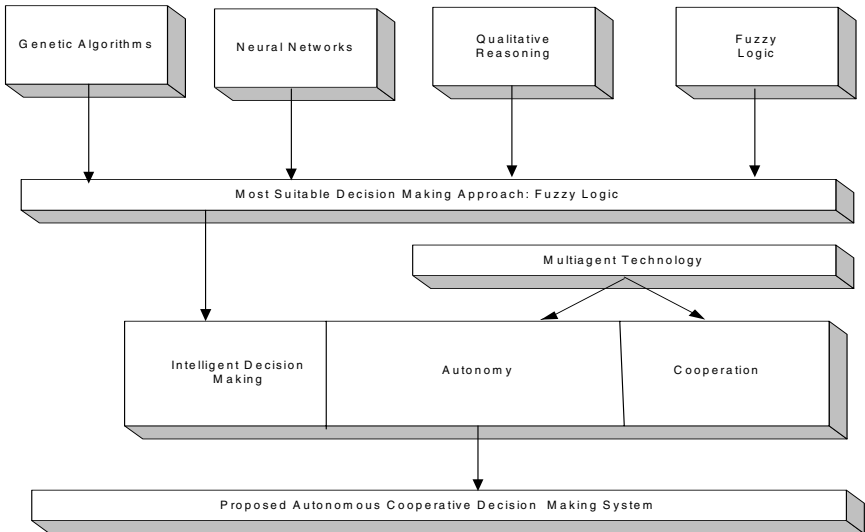 Genetic Algorithms
Neural Networks
Qualitative
Reasoning
Fuzzy
Logic
Most Suitable Decision Making Approach: Fuzzy Logic
Multiagent Technology
Intelligent Decision
Making
Autonomy
Cooperation
Proposed Autonomous Cooperative Decision Making System